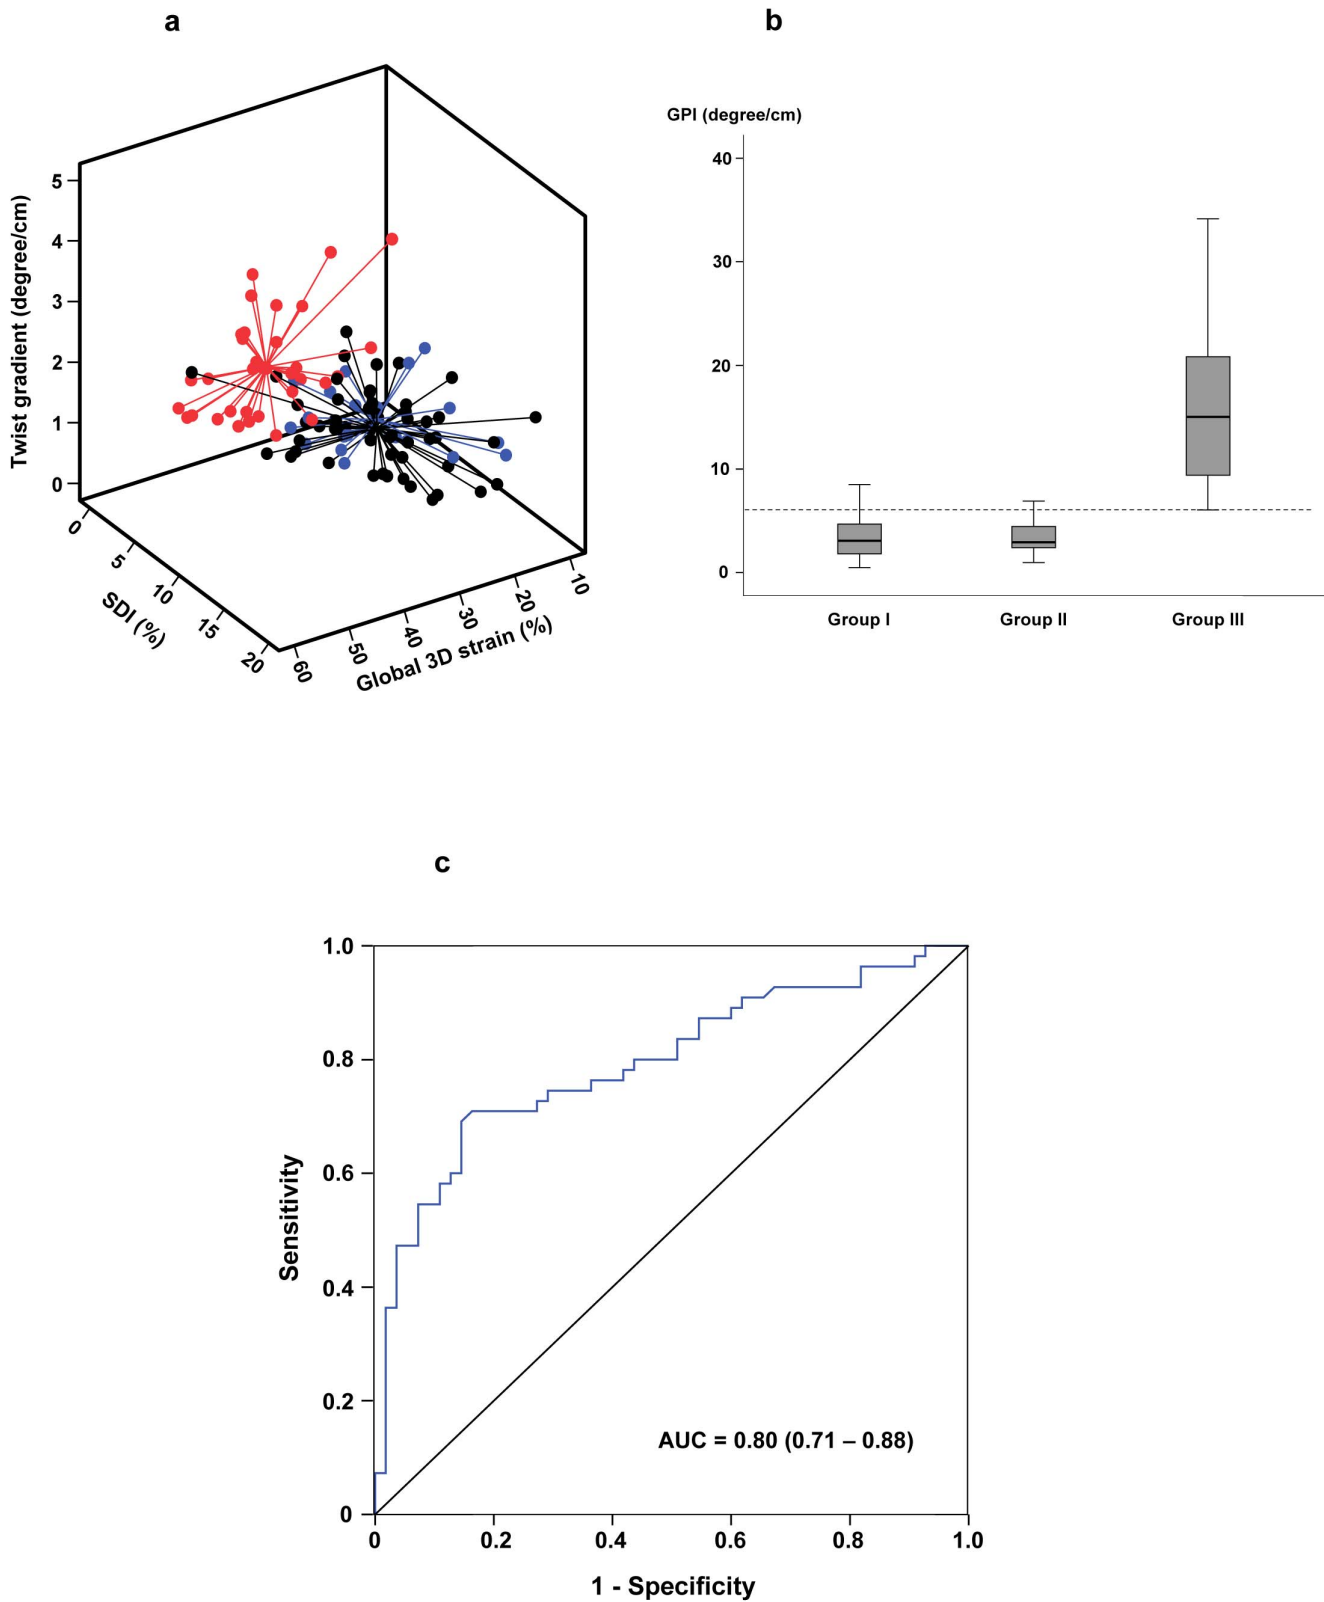 a
Twist gradient (degree/cm)
5
4
3
2
1
0
0
5
10
15
20
SDI (%)
60
50
40
30
20
10
Global 3D strain (%)
b
GPI (degree/cm)
40
30
20
10
0
Group I
Group II
Group III
c
Sensitivity
1.0
0.8
0.6
0.4
0.2
0
AUC = 0.80 (0.71 – 0.88)
0
0.2
0.4
0.6
0.8
1.0
1 - Specificity